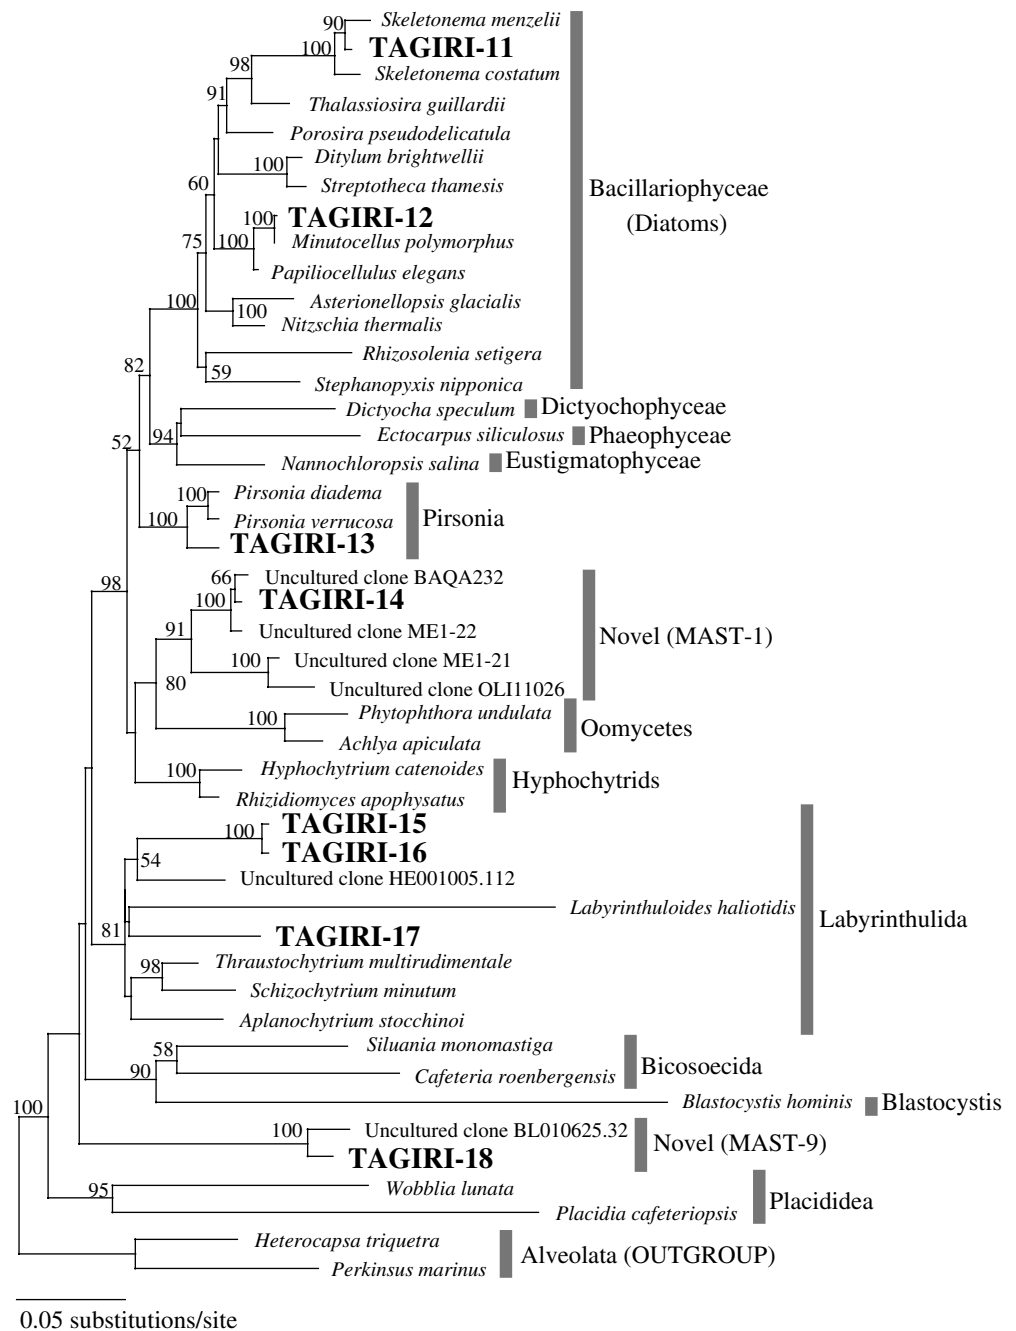 90 Skeletonema menzelii
TAGIRI-11
100
Skeletonema costatum
98
Thalassiosira guillardii
91
Porosira pseudodelicatula
Ditylum brightwellii
100
Streptotheca thamesis
60
Bacillariophyceae
(Diatoms)
100 TAGIRI-12
Minutocellus polymorphus
75 100
Papiliocellulus elegans
Asterionellopsis glacialis
100 100
Nitzschia thermalis
Rhizosolenia setigera
82 59
Stephanopyxis nipponica
Dictyocha speculum Dictyochophyceae
Ectocarpus siliculosus Phaeophyceae
52 94
Nannochloropsis salina Eustigmatophyceae
100 Pirsonia diadema
100 Pirsonia verrucosa Pirsonia
TAGIRI-13
98 66 Uncultured clone BAQA232
100 TAGIRI-14
91 Uncultured clone ME1-22
Novel (MAST-1)
100 Uncultured clone ME1-21
80
Uncultured clone OLI11026
Phytophthora undulata
100 Oomycetes
Achlya apiculata
100 Hyphochytrium catenoides
Hyphochytrids
Rhizidiomyces apophysatus
TAGIRI-15
100
TAGIRI-16
54
Uncultured clone HE001005.112
Labyrinthuloides haliotidis
Labyrinthulida
81 TAGIRI-17
98 Thraustochytrium multirudimentale
Schizochytrium minutum
Aplanochytrium stocchinoi
58 Siluania monomastiga
90 Cafeteria roenbergensis Bicosoecida
Blastocystis hominis Blastocystis
100
100 Uncultured clone BL010625.32
Novel (MAST-9)
TAGIRI-18
95 Wobblia lunata
Placididea
Placidia cafeteriopsis
Heterocapsa triquetra
Alveolata (OUTGROUP)
Perkinsus marinus
0.05 substitutions/site